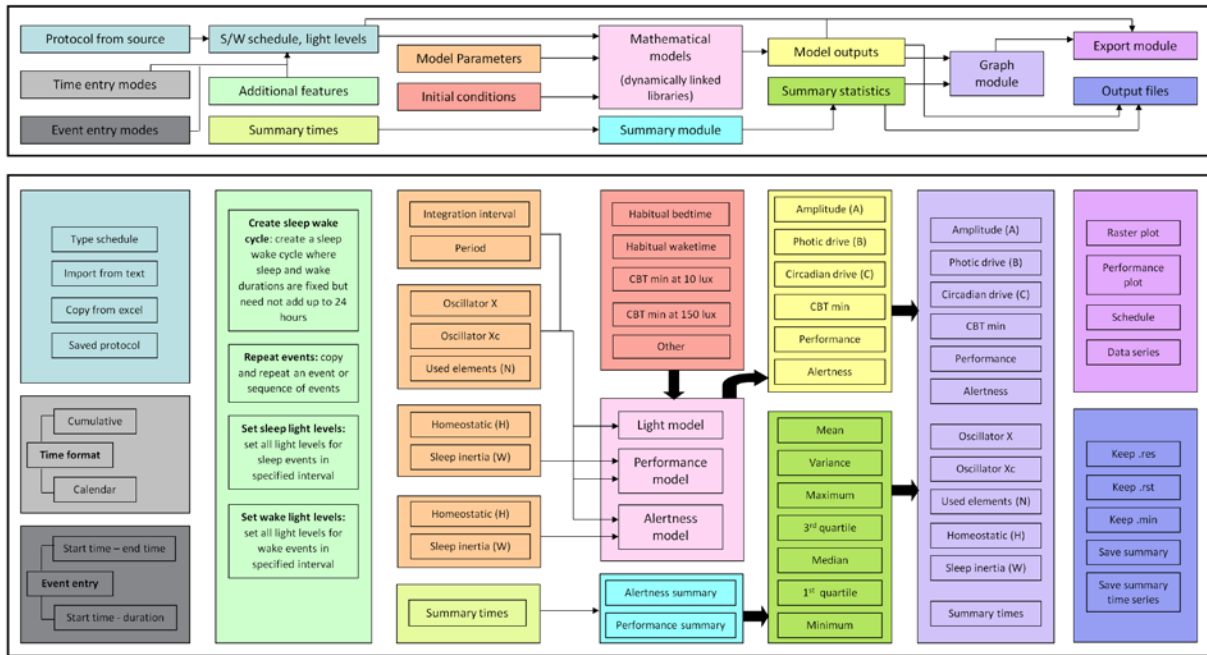 Protocol from source
S/W schedule, light levels
Time entry modes
Additional features
Event entry modes
Summary times
Model Parameters
Initial conditions
Mathematical
models
(dynamically linked
libraries)
Summary module
Model outputs
Summary statistics
Graph
module
Export module
Output files
Type schedule
Import from text
Copy from excel
Saved protocol
Cumulative
Time format
Calendar
Start time – end time
Event entry
Start time - duration
Create sleep wake
cycle: create a sleep
wake cycle where
sleep and wake
durations are fixed but
need not add up to 24
hours
Repeat events: copy
and repeat an event or
sequence of events
Set sleep light levels:
set all light levels for
sleep events in
specified interval
Set wake light levels:
set all light levels for
wake events in
specified interval
Integration interval
Period
Oscillator X
Oscillator Xc
Used elements (N)
Homeostatic (H)
Sleep inertia (W)
Homeostatic (H)
Sleep inertia (W)
Summary times
Habitual bedtime
Habitual waketime
CBT min at 10 lux
CBT min at 150 lux
Other
Light model
Performance
model
Alertness
model
Alertness summary
Performance summary
Amplitude (A)
Photic drive (B)
Circadian drive (C)
CBT min
Performance
Alertness
Mean
Variance
Maximum
3rd quartile
Median
1st quartile
Minimum
Amplitude (A)
Photic drive (B)
Circadian drive (C)
CBT min
Performance
Alertness
Oscillator X
Oscillator Xc
Used elements (N)
Homeostatic (H)
Sleep inertia (W)
Summary times
Raster plot
Performance
plot
Schedule
Data series
Keep .res
Keep .rst
Keep .min
Save summary
Save summary
time series